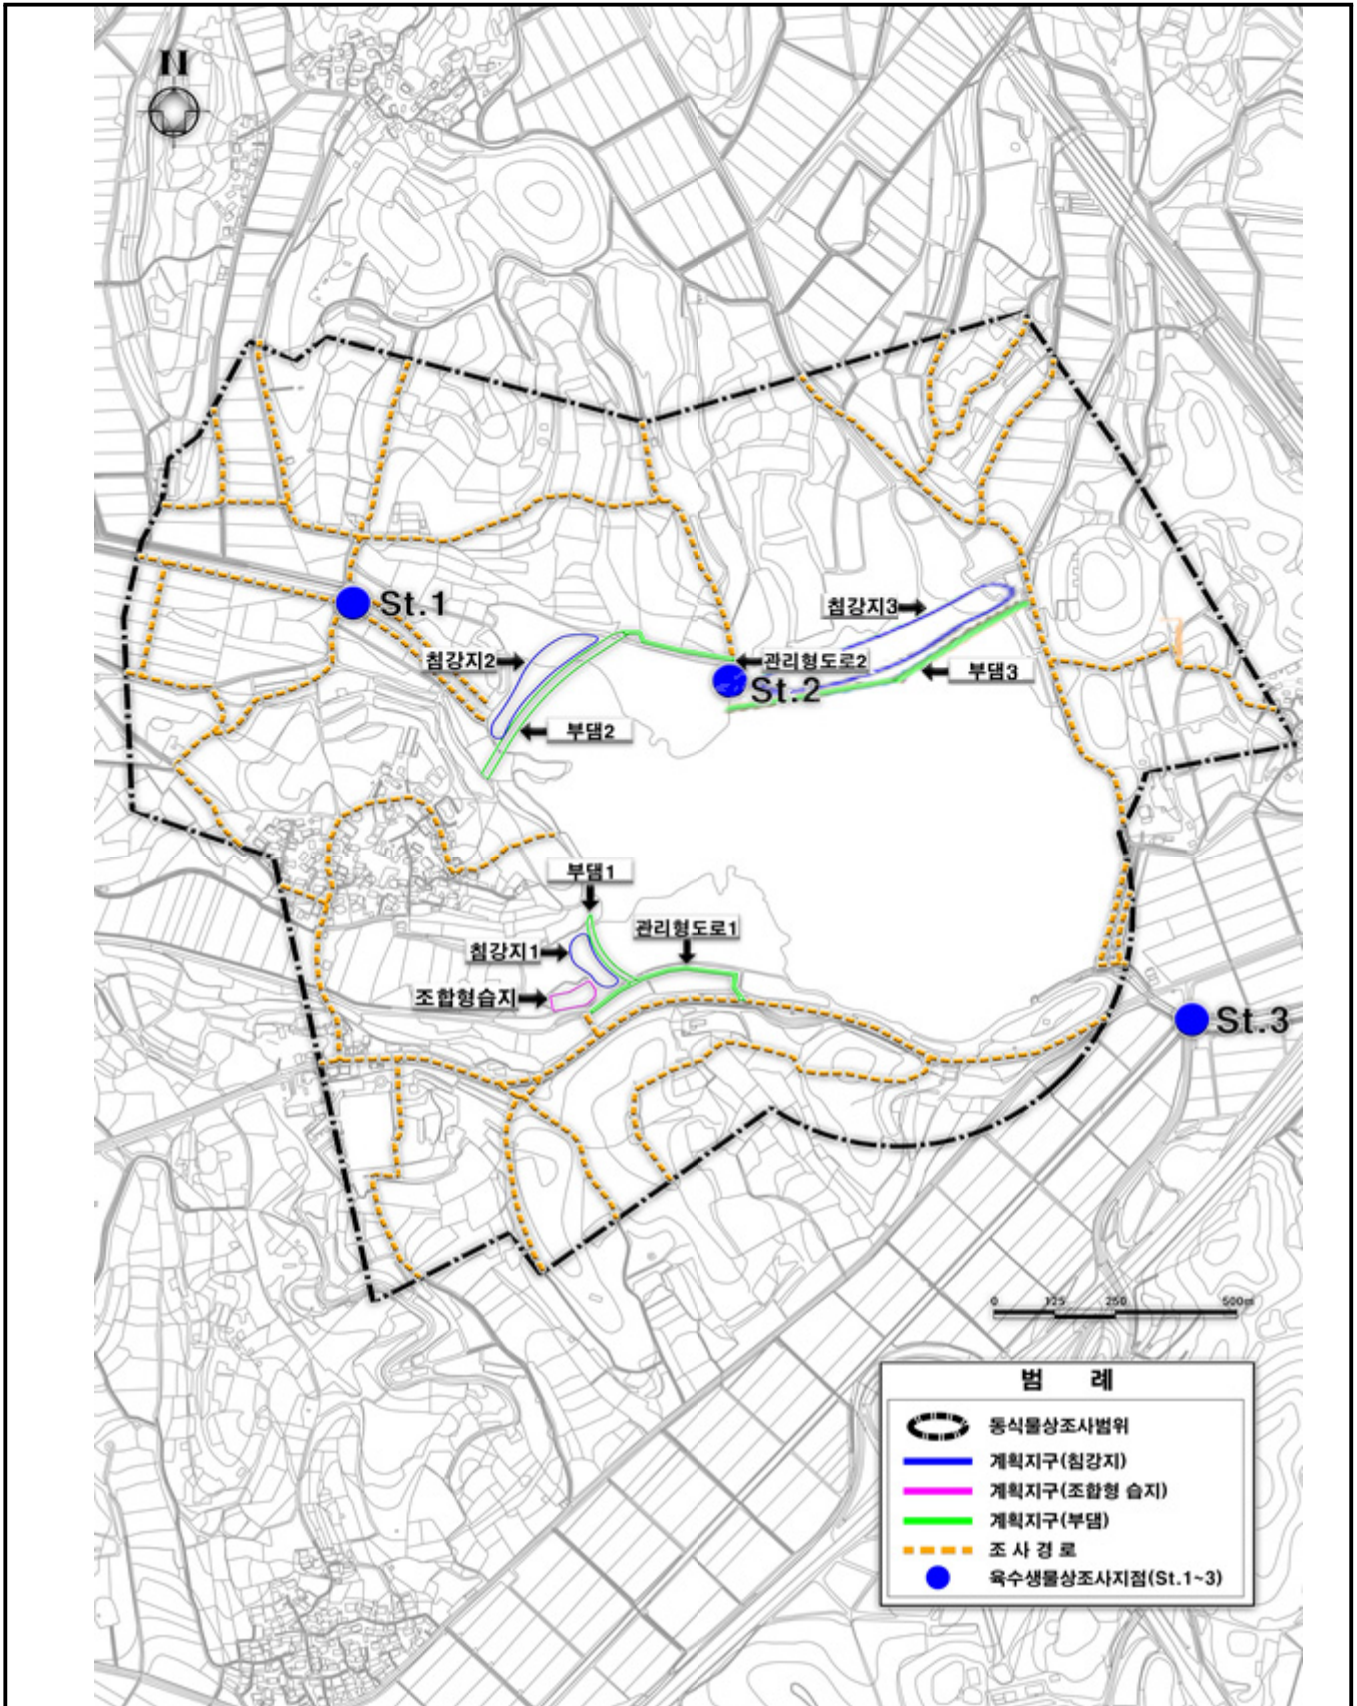 N
St.1
침강지3
침강지2
관리형도로2
부댐3
St.2
부댐2
부댐1
관리형도로1
침강지1
조합형습지
St.3
0 125 250 500m
범 례
동식물상조사범위
계획지구(침강지)
계획지구(조합형 습지)
계획지구(부댐)
조 사 경 로
육수생물상조사지점(St.1~3)